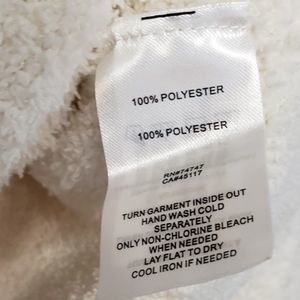 100% POLYESTER
100% POLYESTER
RN#74747
CA#45117
TURN GARMENT INSIDE OUT
HAND WASH COLD
SEPARATELY
ONLY NON-CHLORINE BLEACH
WHEN NEEDED
LAY FLAT TO DRY
COOL IRON IF NEEDED